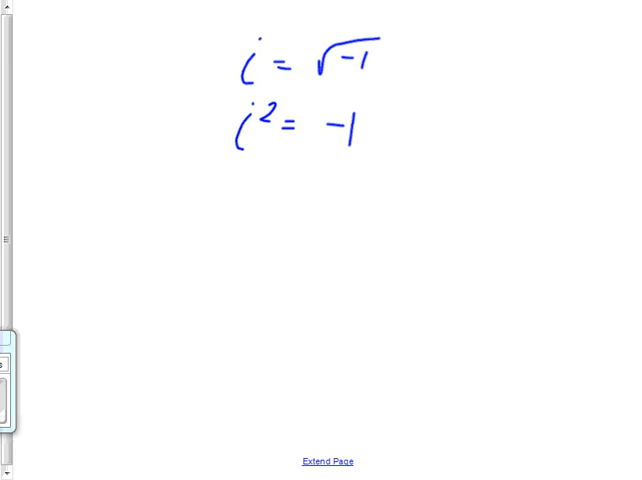 i = √-1
i² = -1
s
Extend Page